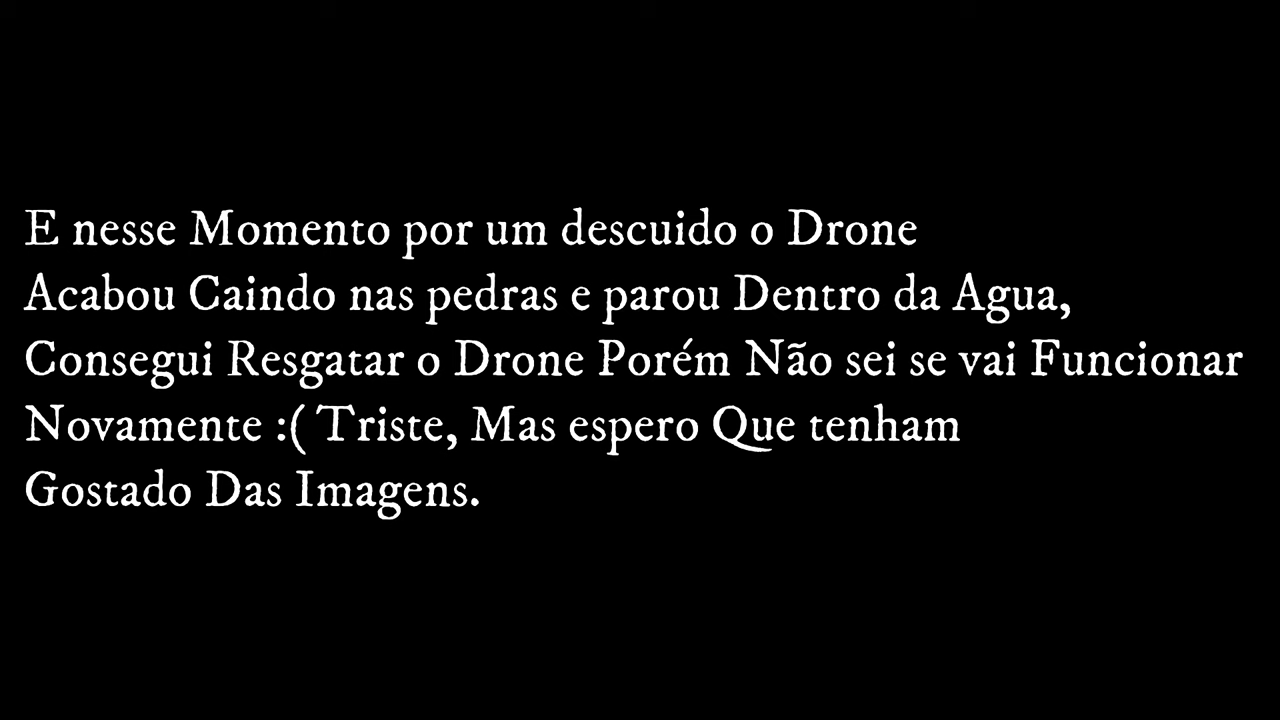 E nesse Momento por um descuido o Drone
Acabou Caindo nas pedras e parou Dentro da Agua,
Consegui Resgatar o Drone Porém Não sei se vai Funcionar
Novamente :( Triste, Mas espero Que tenham
Gostado Das Imagens.